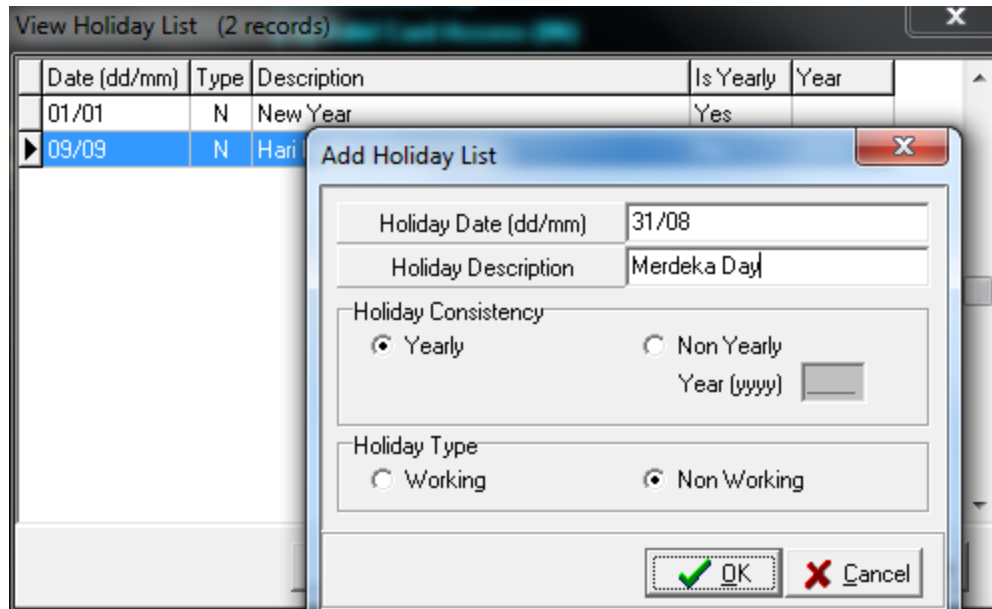 View Holiday List (2 records)
Date (dd/mm) Type Description Is Yearly Year
01/01 N New Year Yes
09/09 N Hari
Add Holiday List
Holiday Date (dd/mm) 31/08
Holiday Description Merdeka Day
Holiday Consistency
Yearly Non Yearly
Year (yyyy)
Holiday Type
Working Non Working
OK Cancel